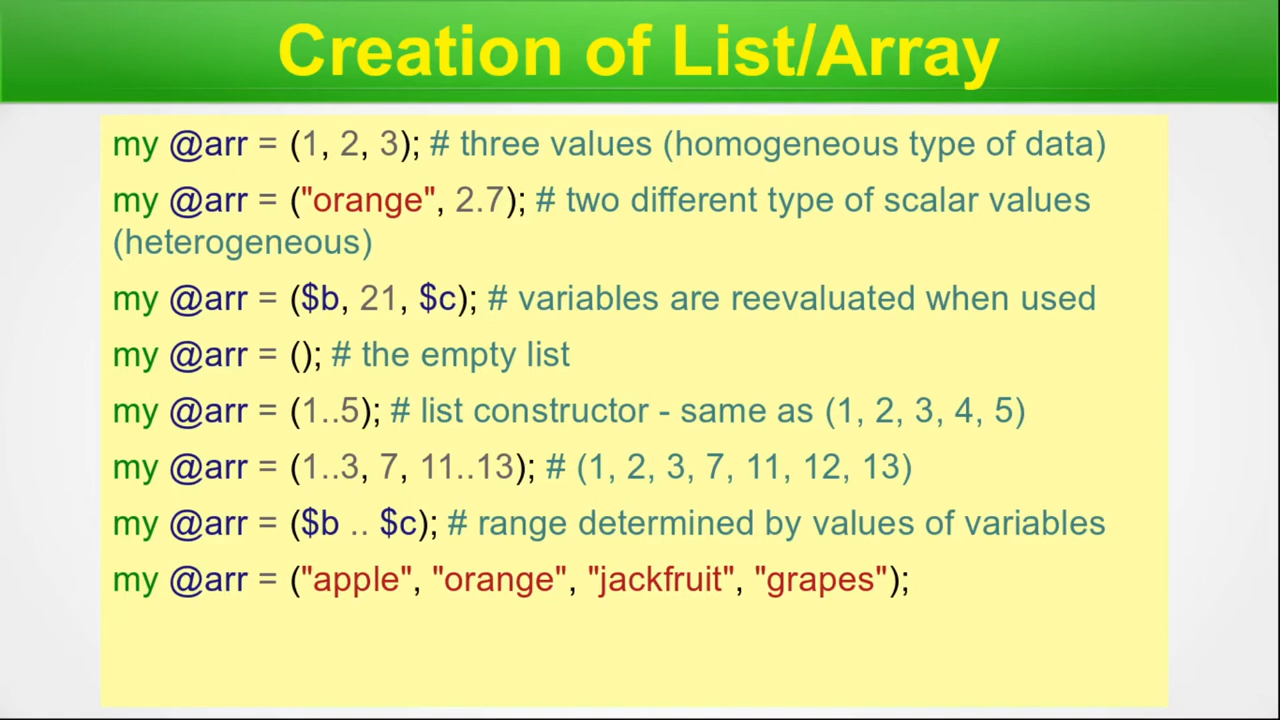 Creation of List/Array
my @arr = (1, 2, 3); # three values (homogeneous type of data)
my @arr = ("orange", 2.7); # two different type of scalar values
(heterogeneous)
my @arr = ($b, 21, $c); # variables are reevaluated when used
my @arr = (); # the empty list
my @arr = (1..5); # list constructor - same as (1, 2, 3, 4, 5)
my @arr = (1..3, 7, 11..13); # (1, 2, 3, 7, 11, 12, 13)
my @arr = ($b .. $c); # range determined by values of variables
my @arr = ("apple", "orange", "jackfruit", "grapes");